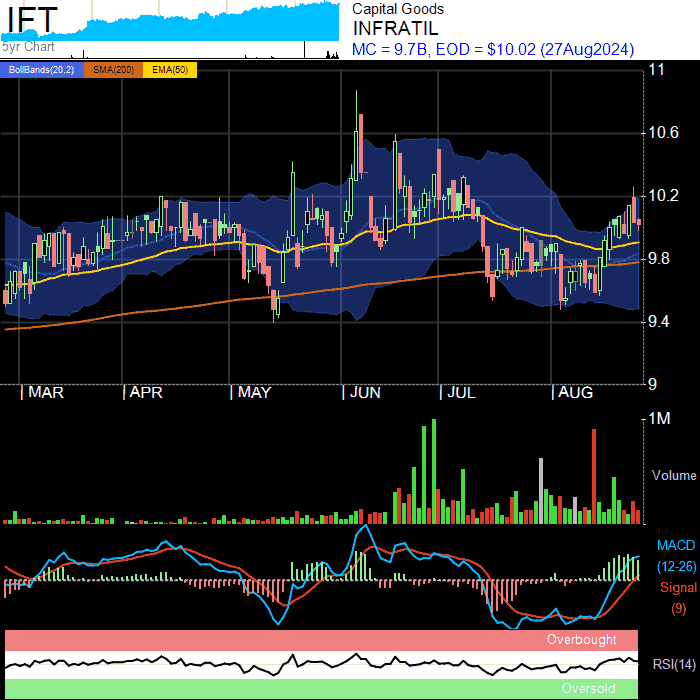 IFT
5yr Chart
Capital Goods
INFRATIL
MC = 9.7B, EOD = $10.02 (27Aug2024)
BollBands(20,2) SMA(200) EMA(50)
11
10.6
10.2
9.8
9.4
9
MAR APR MAY JUN JUL AUG
1M
Volume
MACD
(12-26)
Signal
(9)
Overbought
RSI(14)
Oversold